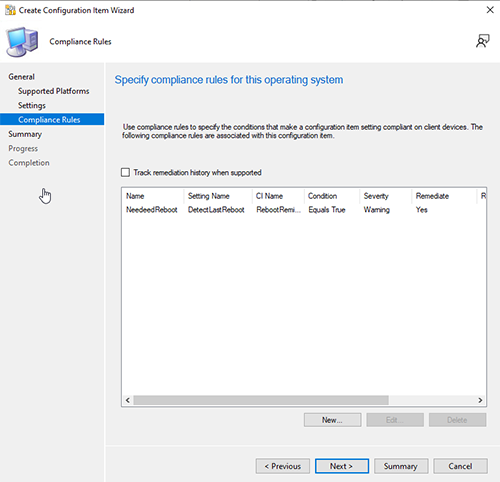 Create Configuration Item Wizard
Compliance Rules
General
Supported Platforms
Settings
Compliance Rules
Summary
Progress
Completion
Specify compliance rules for this operating system
Use compliance rules to specify the conditions that make a configuration item setting compliant on client devices. The
following compliance rules are associated with this configuration item.
Track remediation history when supported
Name Setting Name CI Name Condition Severity Remediate R
NeedeedReboot DetectLastReboot RebootRemi... Equals True Warning Yes
New... Edit... Delete
< Previous Next > Summary Cancel